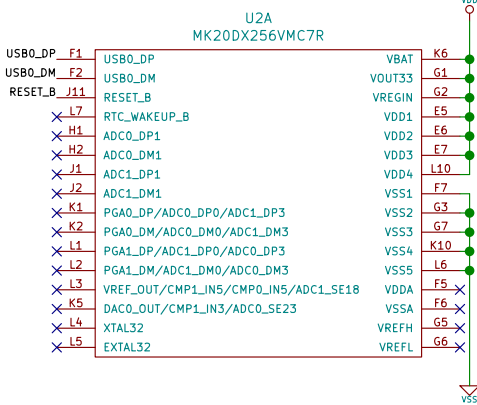 VDD
U2A
MK20DX256VMC7R
USB0_DP F1 USB0_DP VBAT K6
USB0_DM F2 USB0_DM VOUT33 G1
RESET_B J11 RESET_B VREGIN G2
L7 RTC_WAKEUP_B VDD1 E5
H1 ADC0_DP1 VDD2 E6
H2 ADC0_DM1 VDD3 E7
J1 ADC1_DP1 VDD4 L10
J2 ADC1_DM1 VSS1 F7
K1 PGA0_DP/ADC0_DP0/ADC1_DP3 VSS2 G3
K2 PGA0_DM/ADC0_DM0/ADC1_DM3 VSS3 G7
L1 PGA1_DP/ADC1_DP0/ADC0_DP3 VSS4 K10
L2 PGA1_DM/ADC1_DM0/ADC0_DM3 VSS5 L6
L3 VREF_OUT/CMP1_IN5/CMP0_IN5/ADC1_SE18 VDDA F5
K5 DAC0_OUT/CMP1_IN3/ADC0_SE23 VSSA F6
L4 XTAL32 VREFH G5
L5 EXTAL32 VREFL G6
VSS